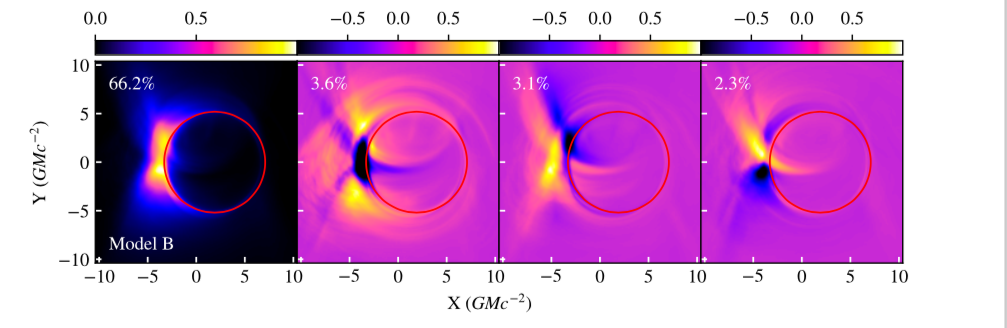 0.0 0.5 −0.5 0.0 0.5 −0.5 0.0 0.5 −0.5 0.0 0.5
10
5
0
−5
−10
Y (GMc⁻²)
66.2%
3.6%
3.1%
2.3%
Model B
−10 −5 0 5 10 −5 0 5 10 −5 0 5 10 −5 0 5 10
X (GMc⁻²)